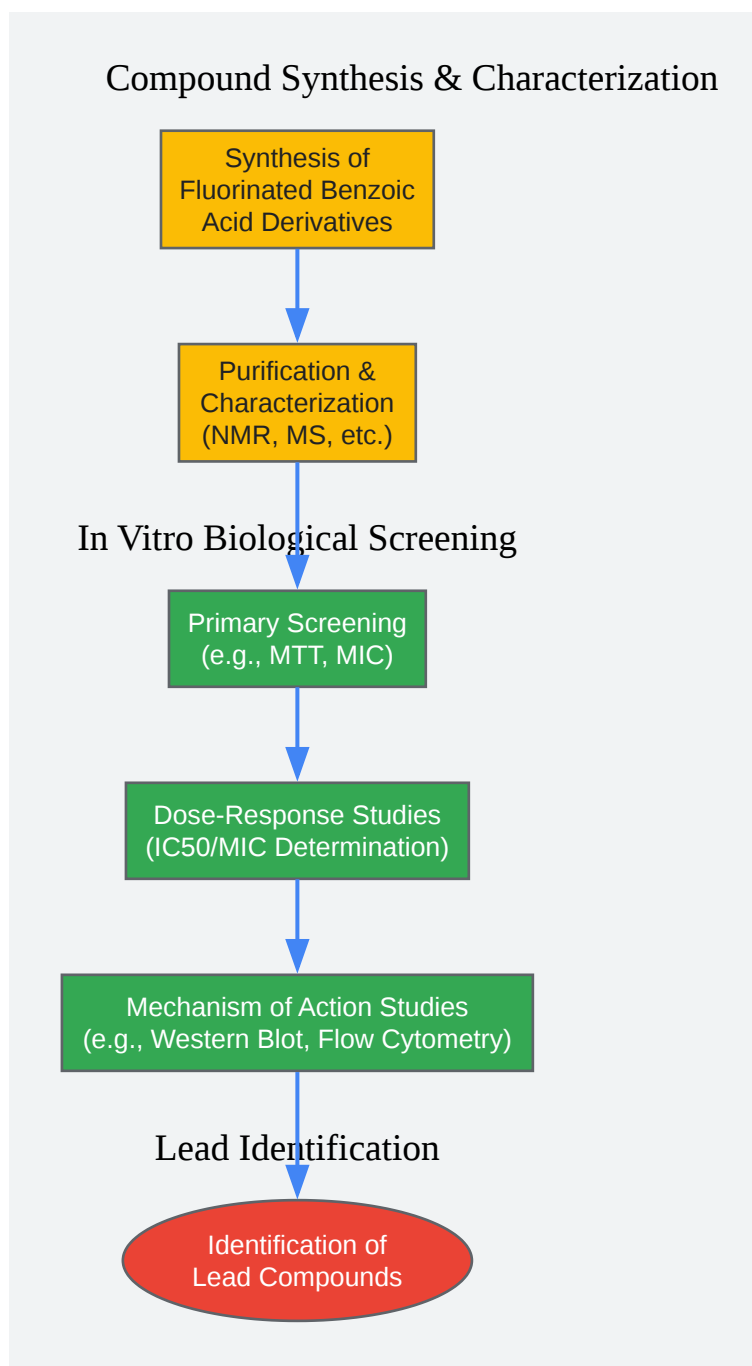 Compound Synthesis & Characterization
Synthesis of
Fluorinated Benzoic
Acid Derivatives
Purification &
Characterization
(NMR, MS, etc.)
In Vitro Biological Screening
Primary Screening
(e.g., MTT, MIC)
Dose-Response Studies
(IC50/MIC Determination)
Mechanism of Action Studies
(e.g., Western Blot, Flow Cytometry)
Lead Identification
Identification of
Lead Compounds